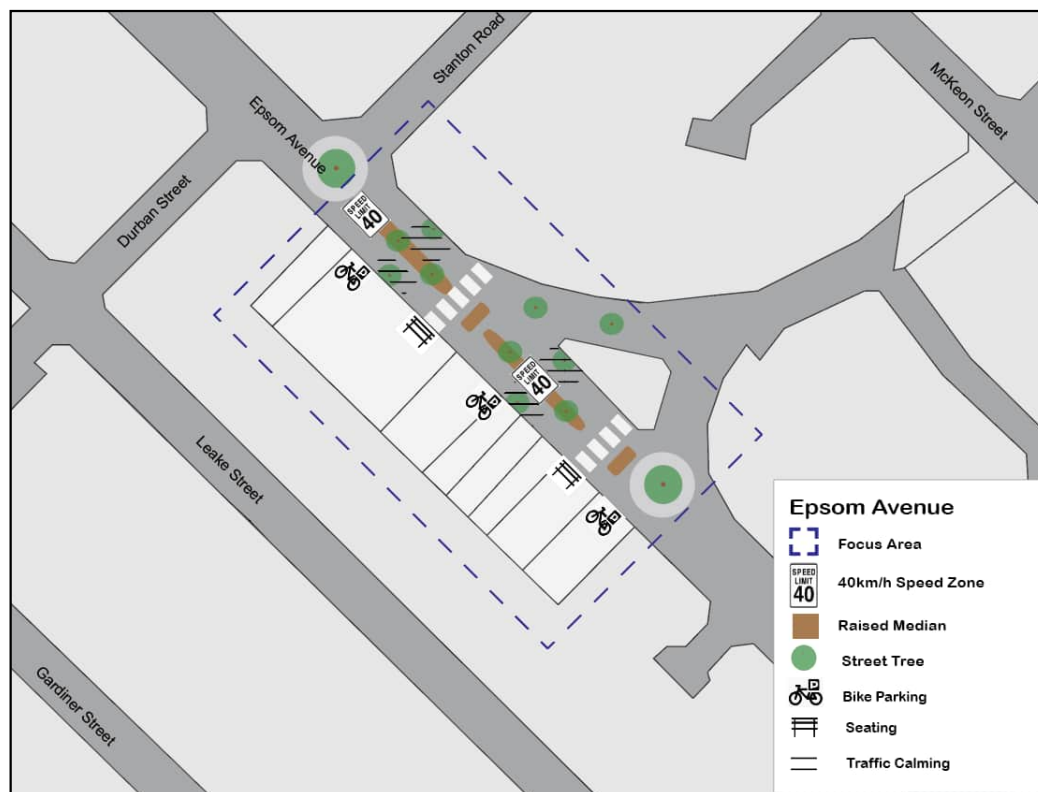 Stanton Road
McKeon Street
Epsom Avenue
Durban Street
SPEED
LIMIT
40
SPEED
LIMIT
40
Leake Street
Gardiner Street
Epsom Avenue
Focus Area
SPEED
LIMIT
40
40km/h Speed Zone
Raised Median
Street Tree
Bike Parking
Seating
Traffic Calming